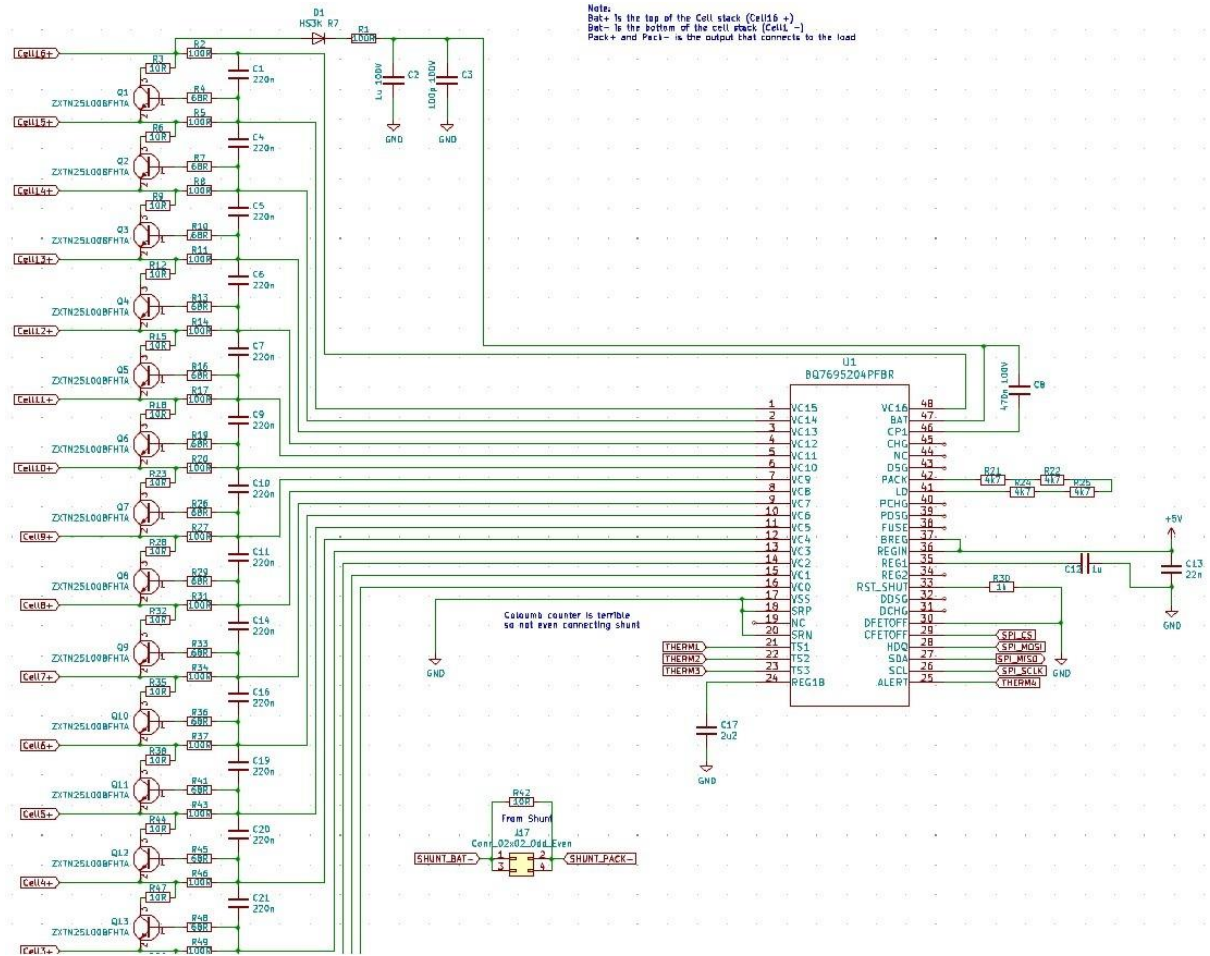 Note:
Bat+ is the top of the Cell stack (Cell16 +)
Bat- is the bottom of the cell stack (Cell1 -)
Pack+ and Pack- is the output that connects to the load
D1
HS3K R7
R1
100R
Cell16+
R2
100R
R3
10R
C1
220n
1u 100V
C2
100p 100V
C3
GND
GND
Q1
ZXTN25100BFHTA
R4
68R
Cell15+
R5
100R
R6
10R
C4
220n
Q2
ZXTN25100BFHTA
R7
68R
Cell14+
R8
100R
R9
10R
C5
220n
Q3
ZXTN25100BFHTA
R10
68R
Cell13+
R11
100R
R12
10R
C6
220n
Q4
ZXTN25100BFHTA
R13
68R
Cell12+
R14
100R
R15
10R
C7
220n
Q5
ZXTN25100BFHTA
R16
68R
Cell11+
R17
100R
R18
10R
C9
220n
Q6
ZXTN25100BFHTA
R19
68R
Cell10+
R20
100R
R23
10R
C10
220n
Q7
ZXTN25100BFHTA
R26
68R
Cell9+
R27
100R
R28
10R
C11
220n
Q8
ZXTN25100BFHTA
R29
68R
Cell8+
R31
100R
R32
10R
C14
220n
Q9
ZXTN25100BFHTA
R33
68R
Cell7+
R34
100R
R35
10R
C16
220n
Q10
ZXTN25100BFHTA
R36
68R
Cell6+
R37
100R
R38
10R
C19
220n
Q11
ZXTN25100BFHTA
R41
68R
Cell5+
R43
100R
R44
10R
C20
220n
Q12
ZXTN25100BFHTA
R45
68R
Cell4+
R46
100R
R47
10R
C21
220n
Q13
ZXTN25100BFHTA
R48
68R
Cell3+
R49
100R
U1
BQ7695204PFBR
470n 100V
C8
1 VC15 VC16 48
2 VC14 BAT 47
3 VC13 CP1 46
4 VC12 CHG 45
5 VC11 NC 44
6 VC10 DSG 43
7 VC9 PACK 42
8 VC8 LD 41
9 VC7 PCHG 40
10 VC6 PDSG 39
11 VC5 FUSE 38
12 VC4 BREG 37
13 VC3 REGIN 36
14 VC2 REG1 35
15 VC1 REG2 34
16 VC0 RST_SHUT 33
17 VSS DDSG 32
18 SRP DCHG 31
19 NC DFETOFF 30
20 SRN CFETOFF 29
21 TS1 HDQ 28
22 TS2 SDA 27
23 TS3 SCL 26
24 REG18 ALERT 25
R21
4k7
R22
4k7
R24
4k7
R25
4k7
+5V
C12
1u
C13
22n
GND
R30
1k
GND
SPI_CS
SPI_MOSI
SPI_MISO
SPI_SCLK
THERM4
Coloumb counter is terrible
so not even connecting shunt
GND
THERM1
THERM2
THERM3
C17
2u2
GND
R42
10R
From Shunt
J17
Conn_02x02_Odd_Even
SHUNT_BAT-
1 2
3 4
SHUNT_PACK-